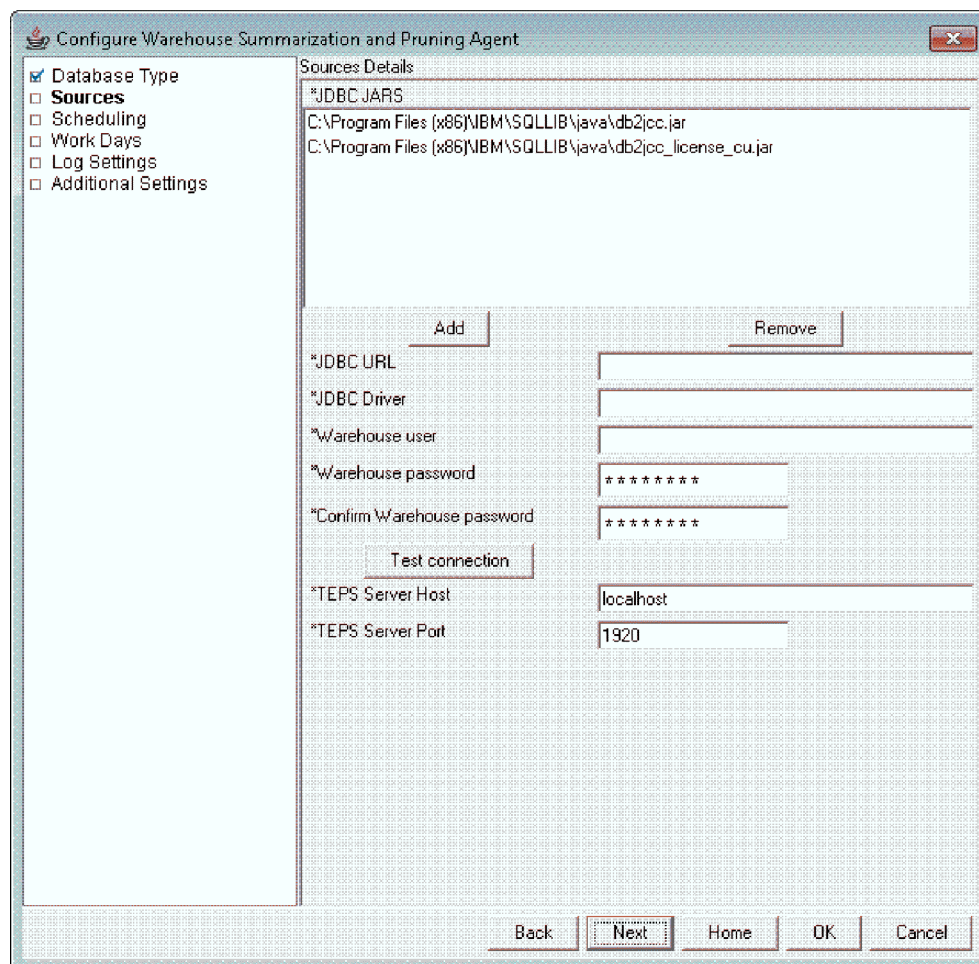 Configure Warehouse Summarization and Pruning Agent
Database Type
Sources
Scheduling
Work Days
Log Settings
Additional Settings
Sources Details
*JDBC JARS
C:\Program Files (x86)\IBM\SQLLIB\java\db2jcc.jar
C:\Program Files (x86)\IBM\SQLLIB\java\db2jcc_license_cu.jar
Add Remove
*JDBC URL
*JDBC Driver
*Warehouse user
*Warehouse password ********
*Confirm Warehouse password ********
Test connection
*TEPS Server Host localhost
*TEPS Server Port 1920
Back Next Home OK Cancel